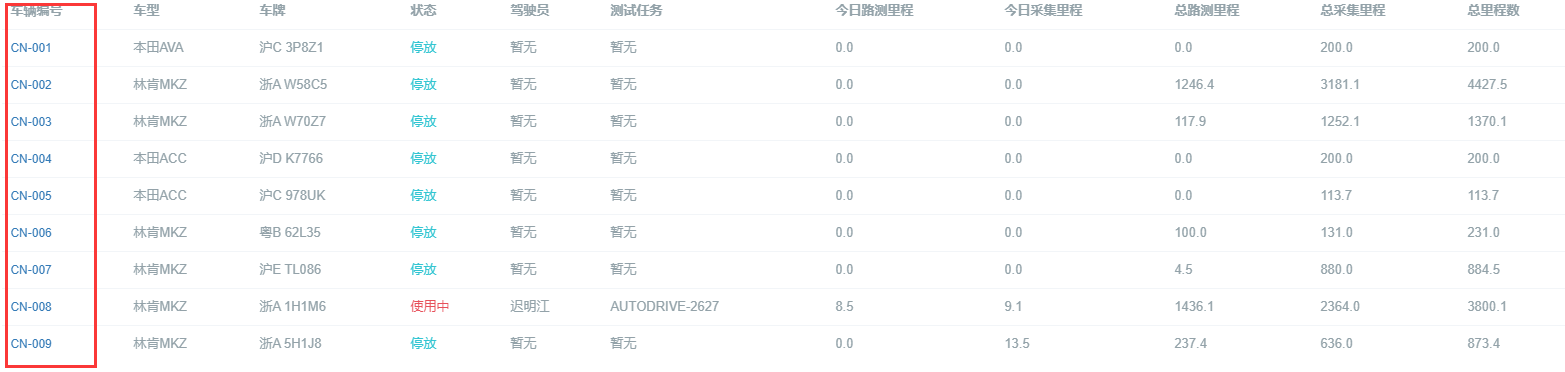 车辆编号 车型 车牌 状态 驾驶员 测试任务 今日路测里程 今日采集里程 总路测里程 总采集里程 总里程数
CN-001 本田AVA 沪C 3P8Z1 停放 暂无 暂无 0.0 0.0 0.0 200.0 200.0
CN-002 林肯MKZ 浙A W58C5 停放 暂无 暂无 0.0 0.0 1246.4 3181.1 4427.5
CN-003 林肯MKZ 浙A W70Z7 停放 暂无 暂无 0.0 0.0 117.9 1252.1 1370.1
CN-004 本田ACC 沪D K7766 停放 暂无 暂无 0.0 0.0 0.0 200.0 200.0
CN-005 本田ACC 沪C 978UK 停放 暂无 暂无 0.0 0.0 0.0 113.7 113.7
CN-006 林肯MKZ 粤B 62L35 停放 暂无 暂无 0.0 0.0 100.0 131.0 231.0
CN-007 林肯MKZ 沪E TL086 停放 暂无 暂无 0.0 0.0 4.5 880.0 884.5
CN-008 林肯MKZ 浙A 1H1M6 使用中 迟明江 AUTODRIVE-2627 8.5 9.1 1436.1 2364.0 3800.1
CN-009 林肯MKZ 浙A 5H1J8 停放 暂无 暂无 0.0 13.5 237.4 636.0 873.4